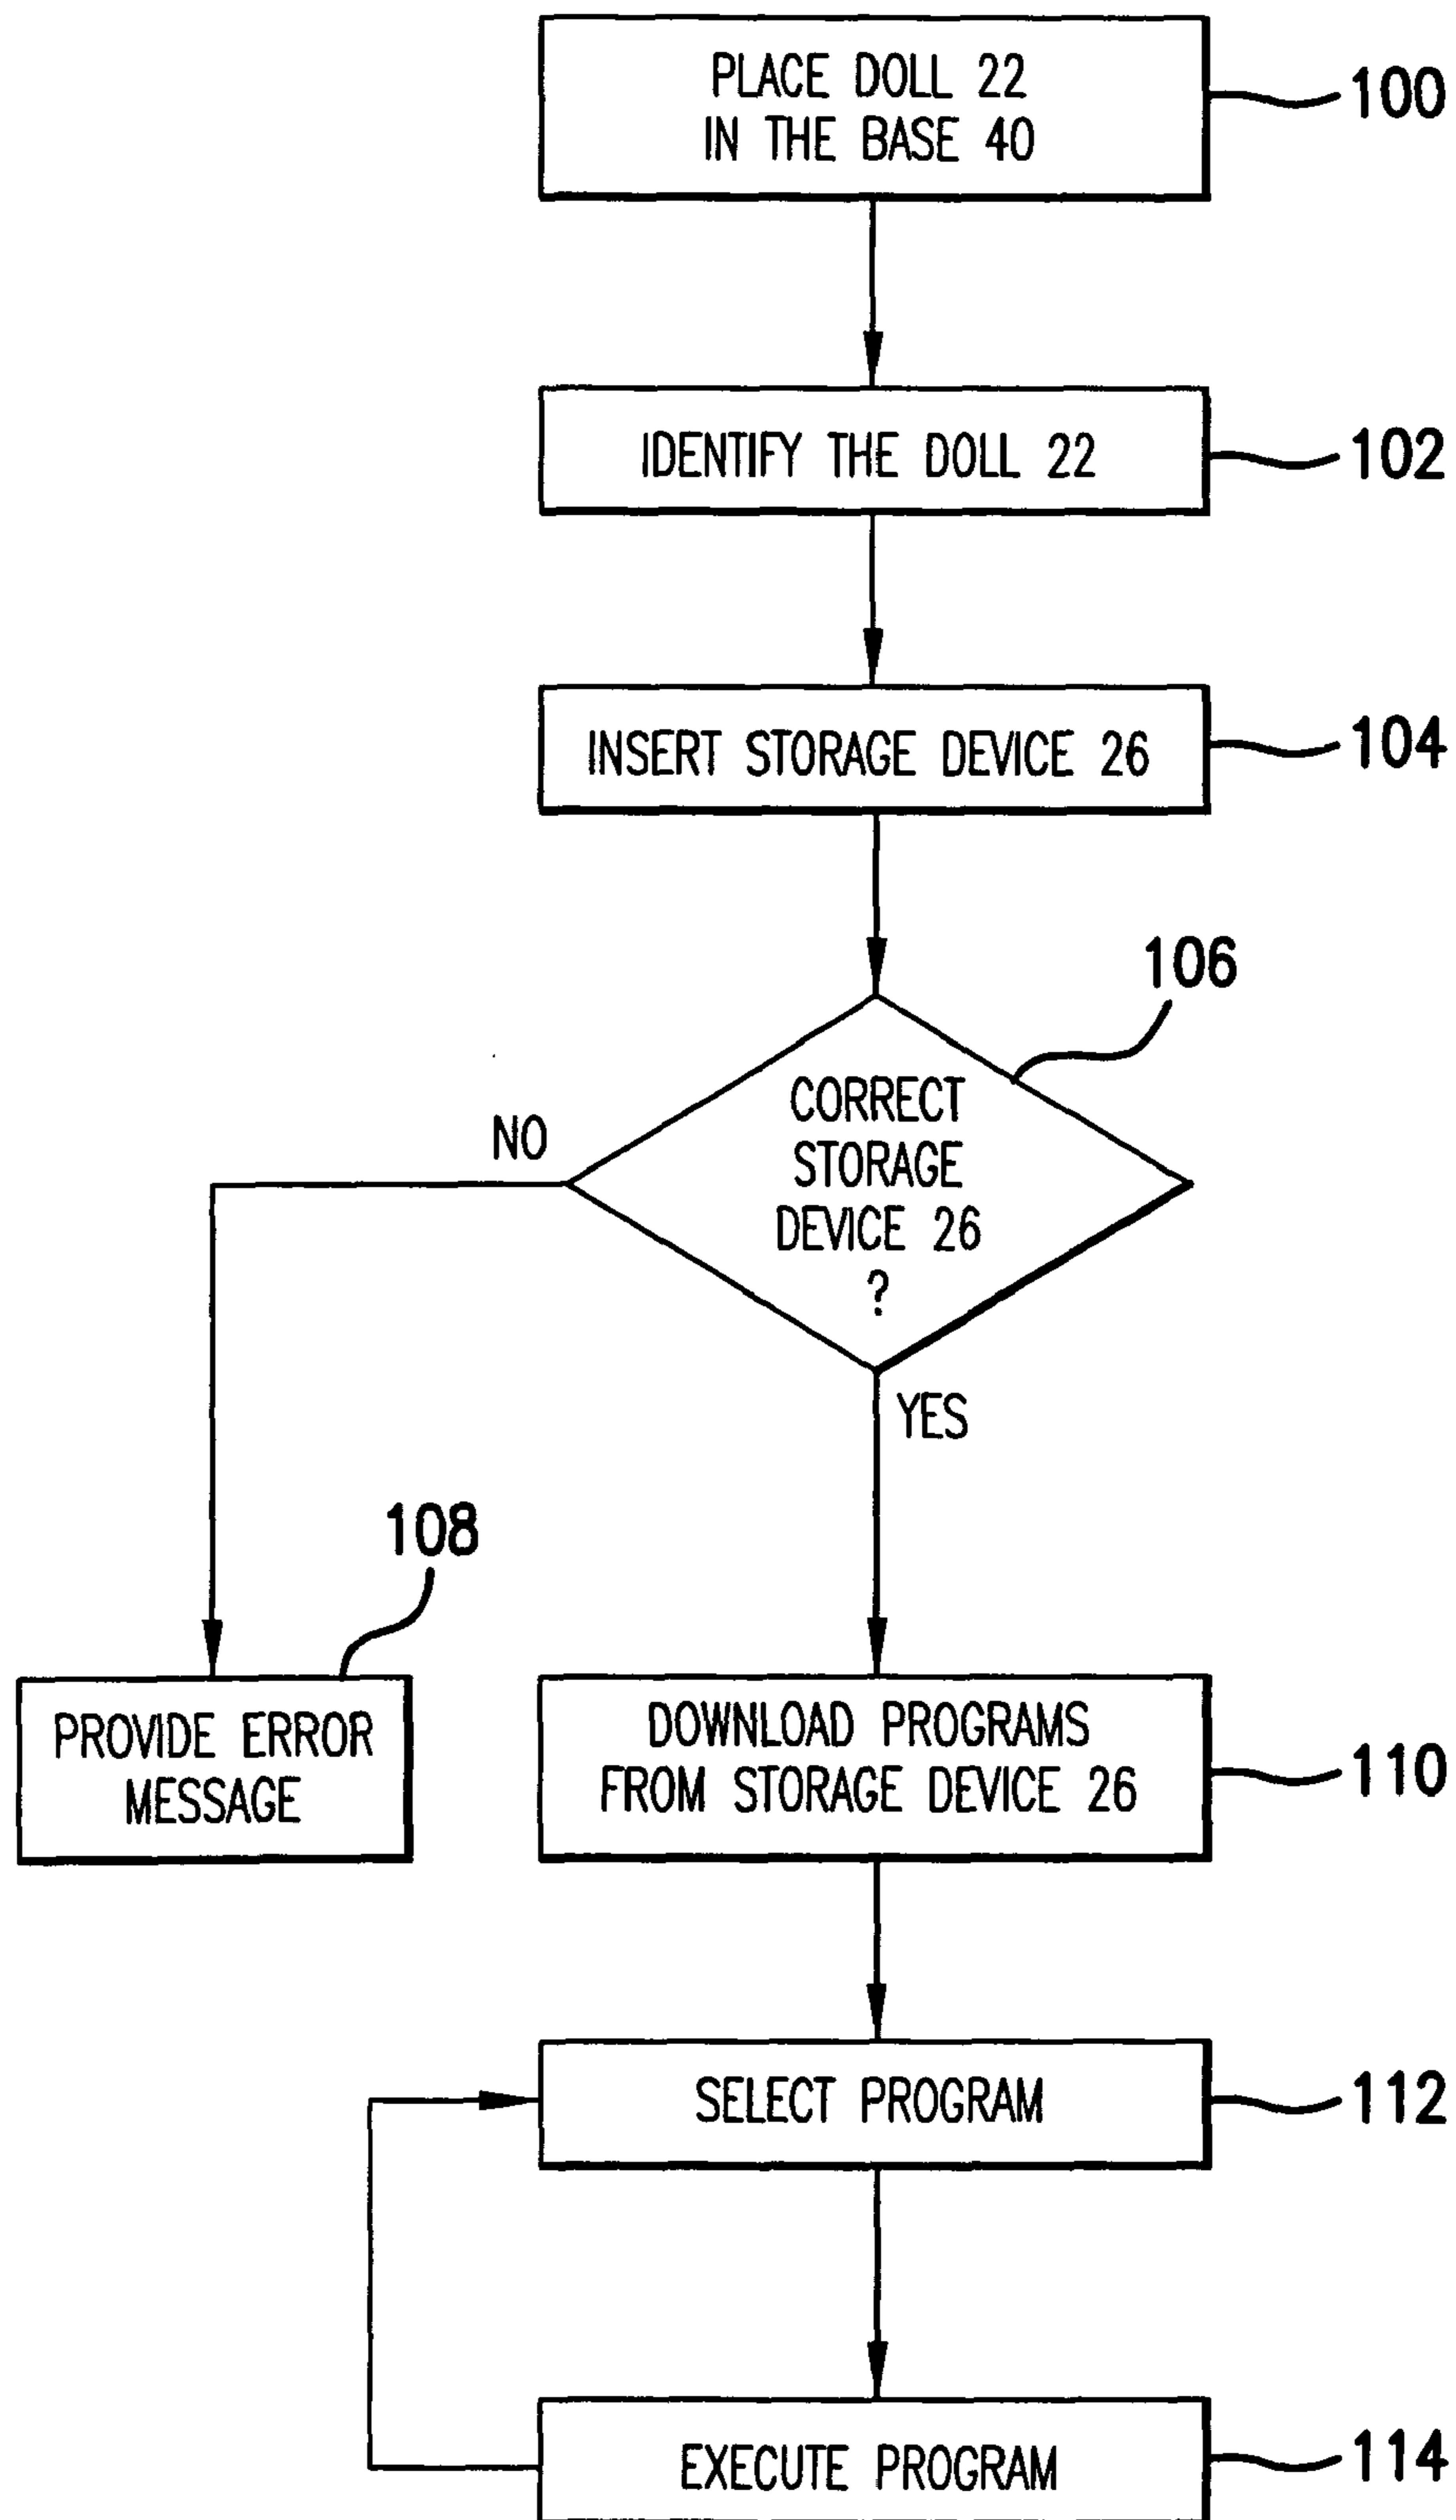 PLACE DOLL 22
IN THE BASE 40
100
IDENTIFY THE DOLL 22
102
INSERT STORAGE DEVICE 26
104
106
CORRECT
STORAGE
DEVICE 26
?
NO
YES
108
PROVIDE ERROR
MESSAGE
DOWNLOAD PROGRAMS
FROM STORAGE DEVICE 26
110
SELECT PROGRAM
112
EXECUTE PROGRAM
114